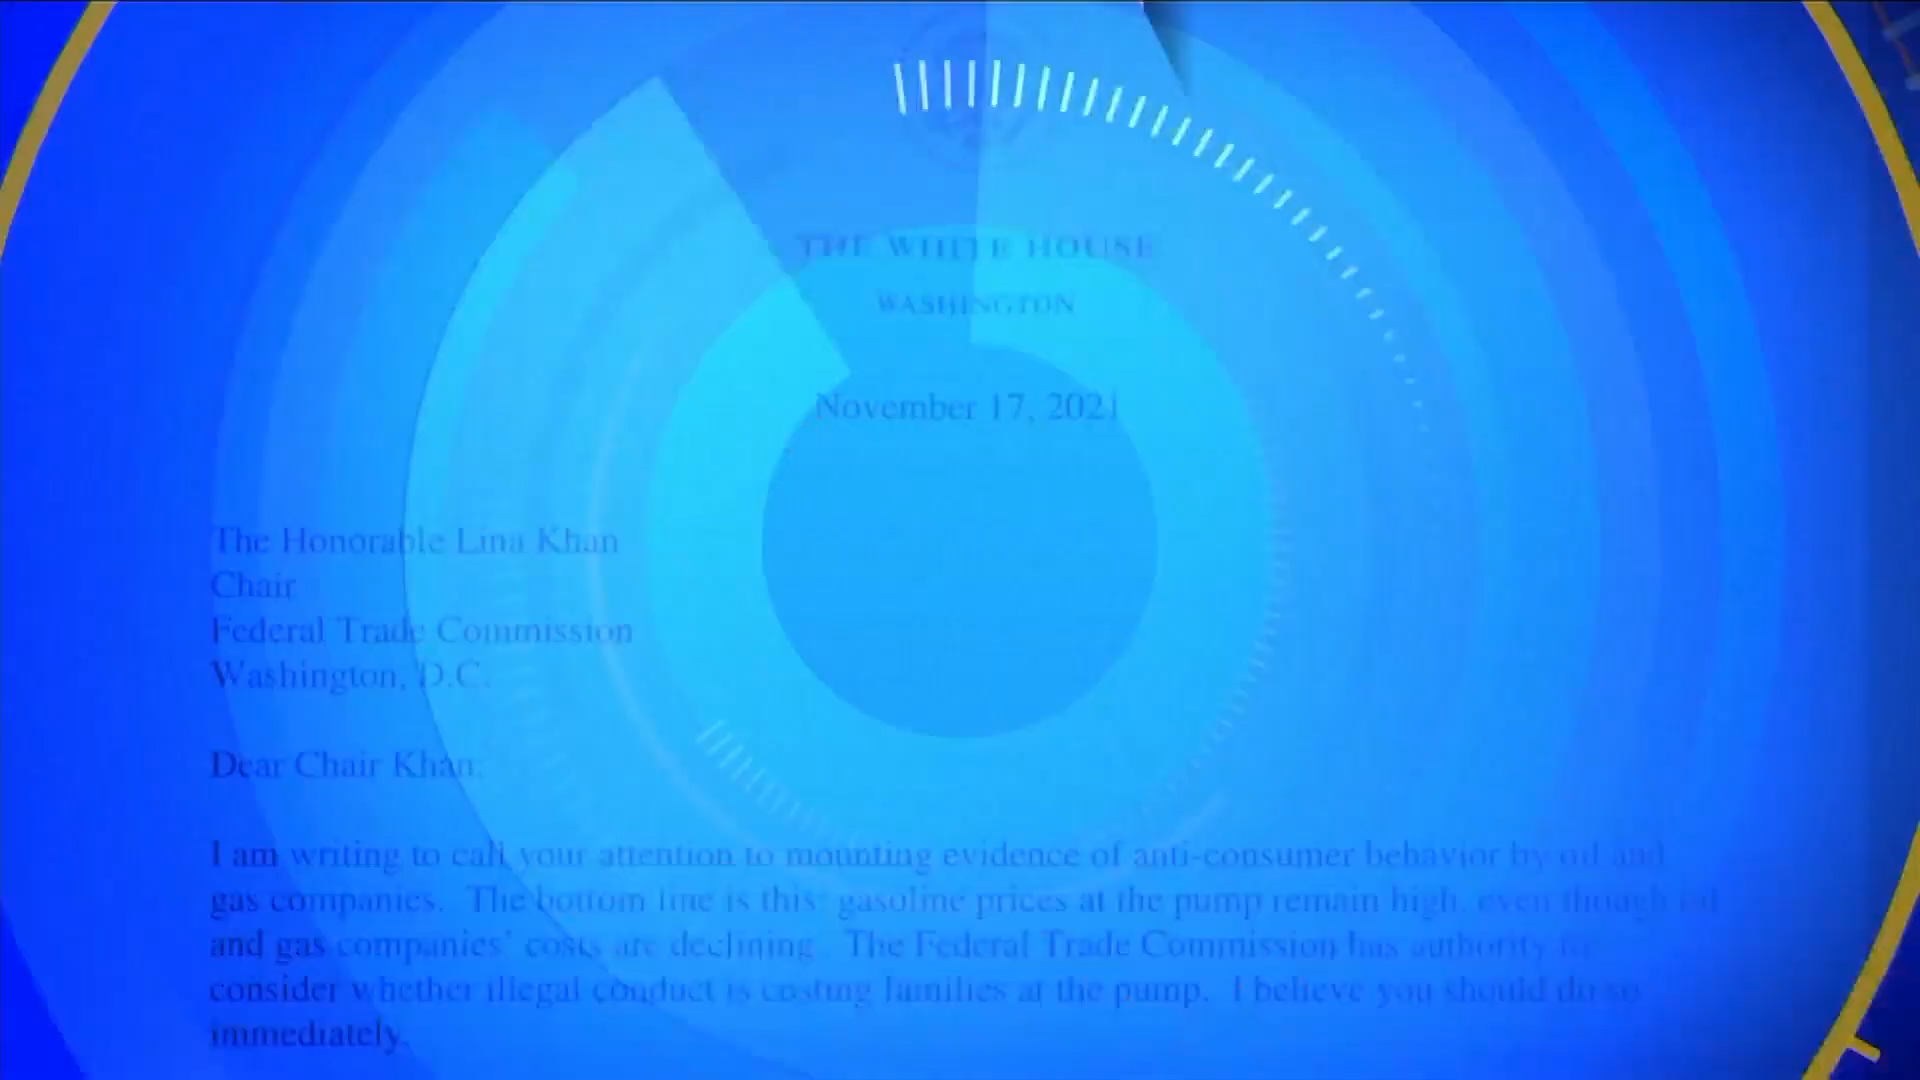 THE WHITE HOUSE
WASHINGTON
November 17, 2021
The Honorable Lina Khan
Chair
Federal Trade Commission
Washington, D.C.
Dear Chair Khan:
I am writing to call your attention to mounting evidence of anti-consumer behavior by oil and
gas companies. The bottom line is this: gasoline prices at the pump remain high, even though oil
and gas companies' costs are declining. The Federal Trade Commission has authority to
consider whether illegal conduct is costing families at the pump. I believe you should do so
immediately.